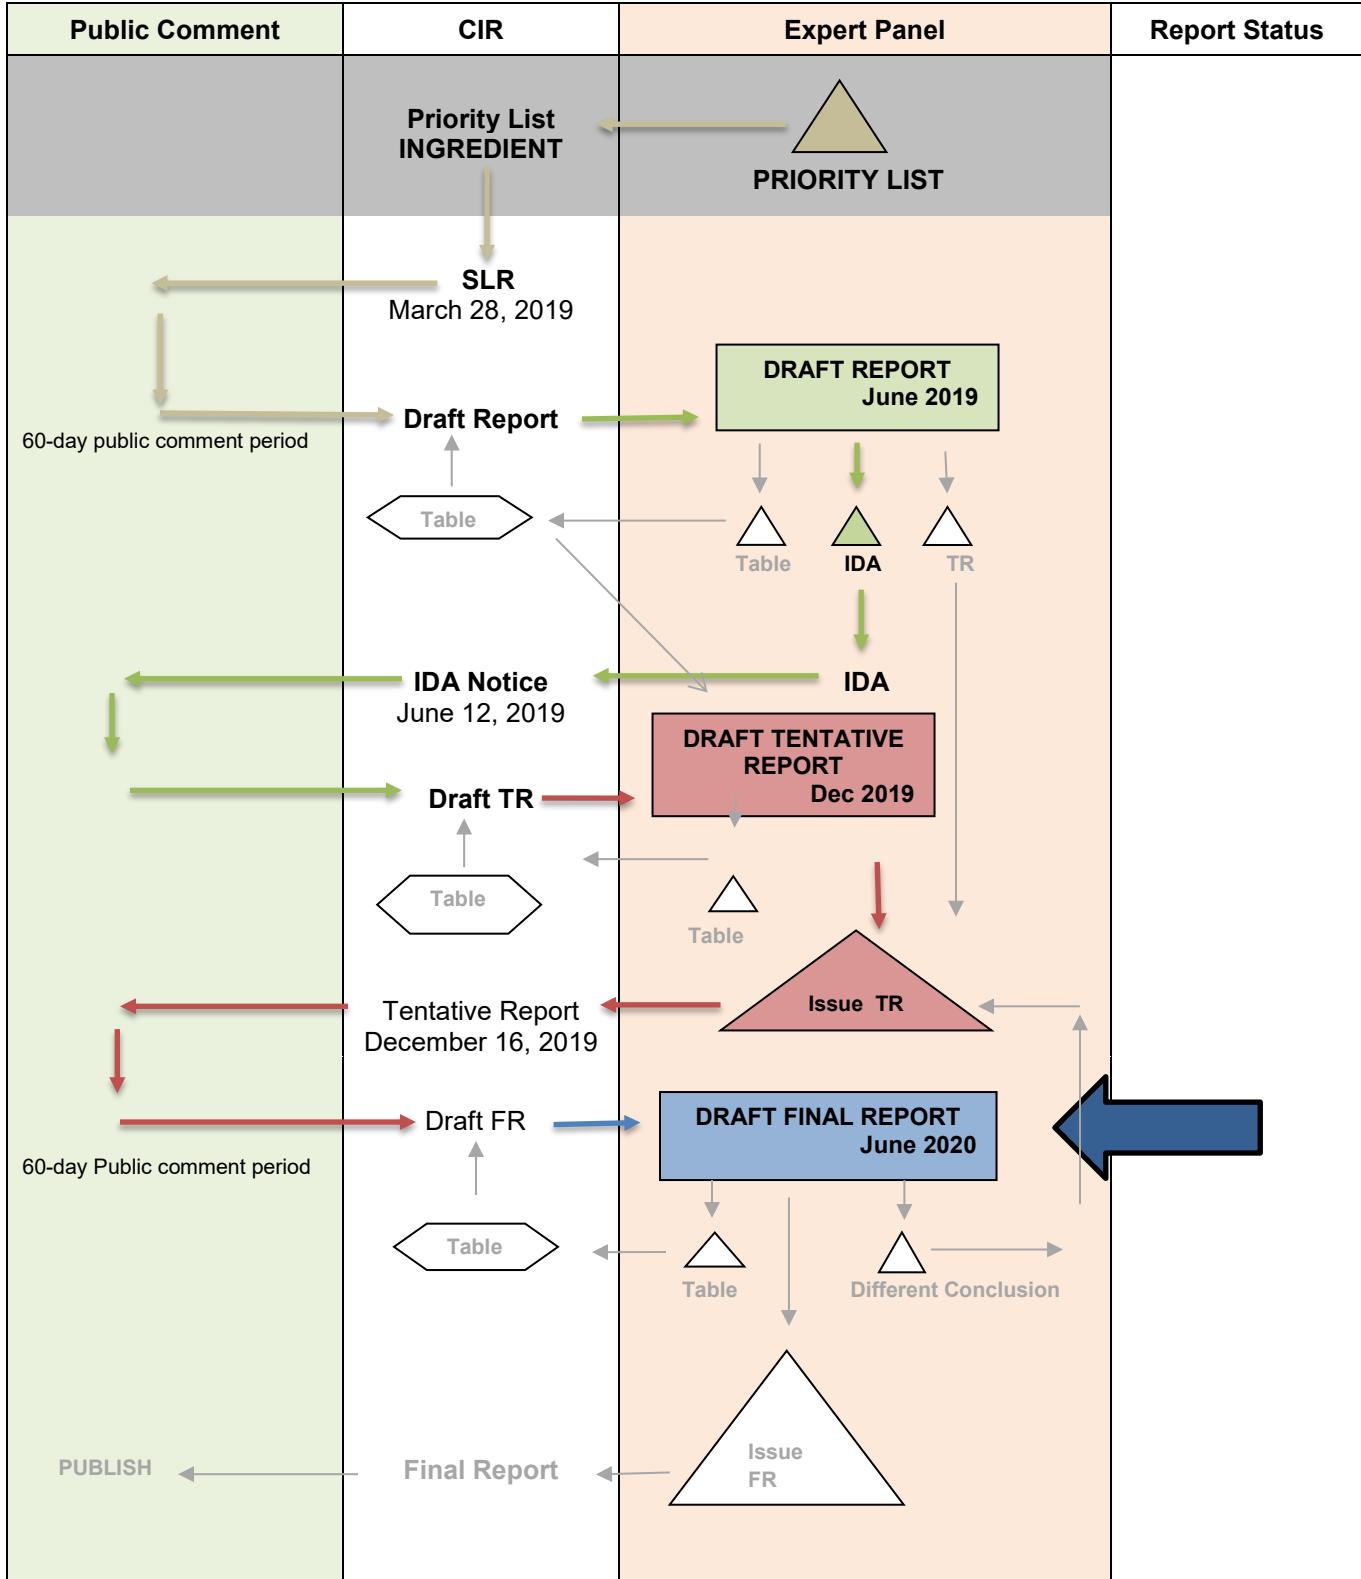 Public Comment
CIR
Expert Panel
Report Status
Priority List
INGREDIENT
PRIORITY LIST
SLR
March 28, 2019
DRAFT REPORT
June 2019
Draft Report
60-day public comment period
Table
Table
IDA
TR
IDA Notice
June 12, 2019
IDA
DRAFT TENTATIVE
REPORT
Dec 2019
Draft TR
Table
Table
Issue TR
Tentative Report
December 16, 2019
Draft FR
DRAFT FINAL REPORT
June 2020
60-day Public comment period
Table
Table
Different Conclusion
Issue
FR
PUBLISH
Final Report